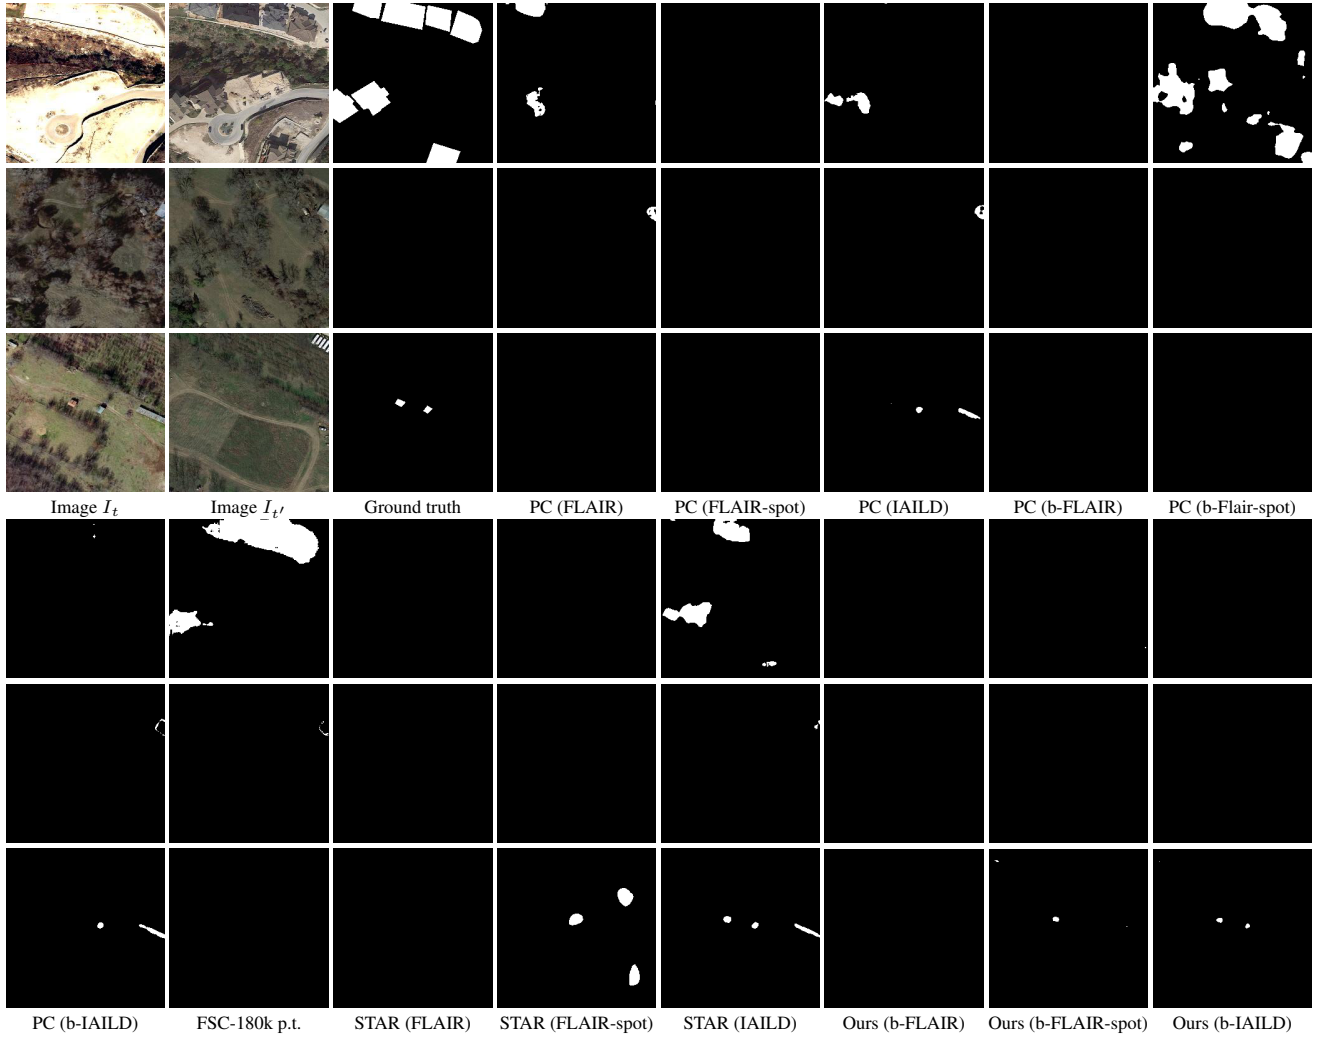 Image I_t Image I_{t′} Ground truth PC (FLAIR) PC (FLAIR-spot) PC (IAILD) PC (b-FLAIR) PC (b-Flair-spot)
PC (b-IAILD) FSC-180k p.t. STAR (FLAIR) STAR (FLAIR-spot) STAR (IAILD) Ours (b-FLAIR) Ours (b-FLAIR-spot) Ours (b-IAILD)